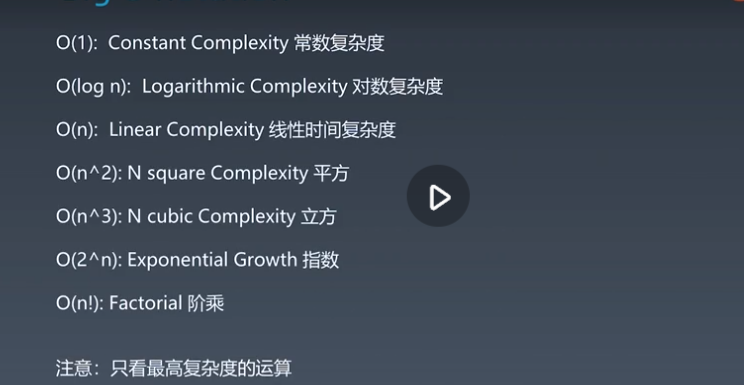 O(1): Constant Complexity 常数复杂度
O(log n): Logarithmic Complexity 对数复杂度
O(n): Linear Complexity 线性时间复杂度
O(n^2): N square Complexity 平方
O(n^3): N cubic Complexity 立方
O(2^n): Exponential Growth 指数
O(n!): Factorial 阶乘
注意：只看最高复杂度的运算